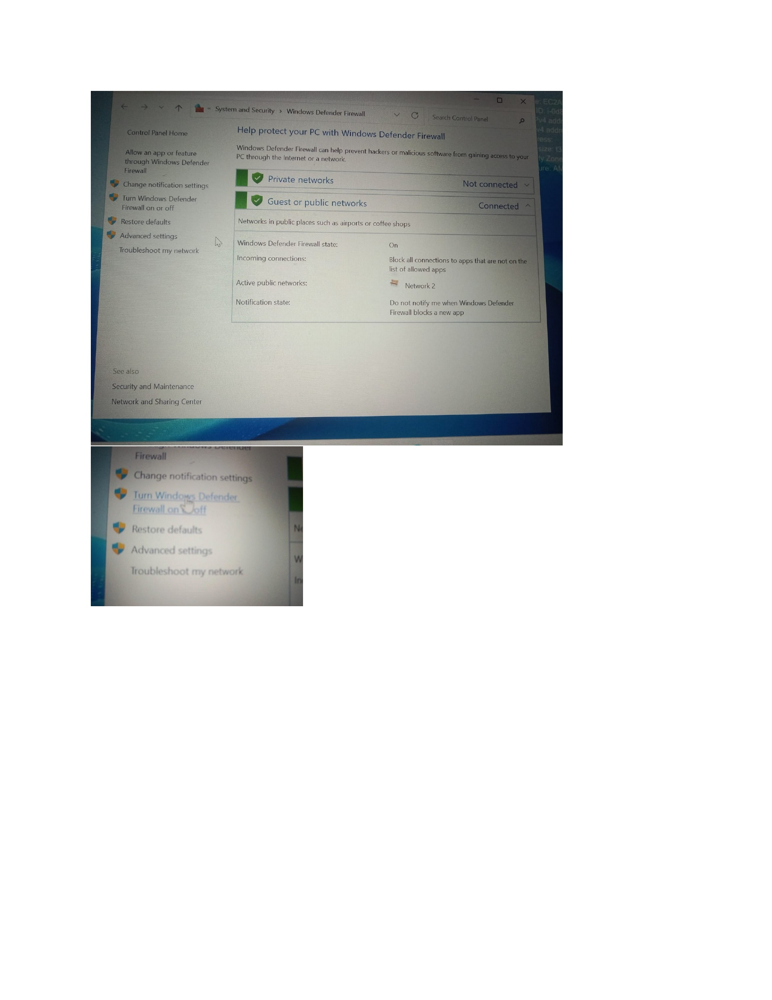 System and Security › Windows Defender Firewall
Search Control Panel
Control Panel Home
Allow an app or feature
through Windows Defender
Firewall
Change notification settings
Turn Windows Defender
Firewall on or off
Restore defaults
Advanced settings
Troubleshoot my network
See also
Security and Maintenance
Network and Sharing Center
Help protect your PC with Windows Defender Firewall
Windows Defender Firewall can help prevent hackers or malicious software from gaining access to your
PC through the Internet or a network.
Private networks Not connected
Guest or public networks Connected
Networks in public places such as airports or coffee shops
Windows Defender Firewall state: On
Incoming connections: Block all connections to apps that are not on the
list of allowed apps
Active public networks: Network 2
Notification state: Do not notify me when Windows Defender
Firewall blocks a new app
e: EC2A
ID: i-0d8
v4 addr
v4 addr
ress:
size: t3
ty Zone
ure: AM
Windows Defender
Firewall
Change notification settings
Turn Windows Defender
Firewall on off
Restore defaults
Advanced settings
Troubleshoot my network